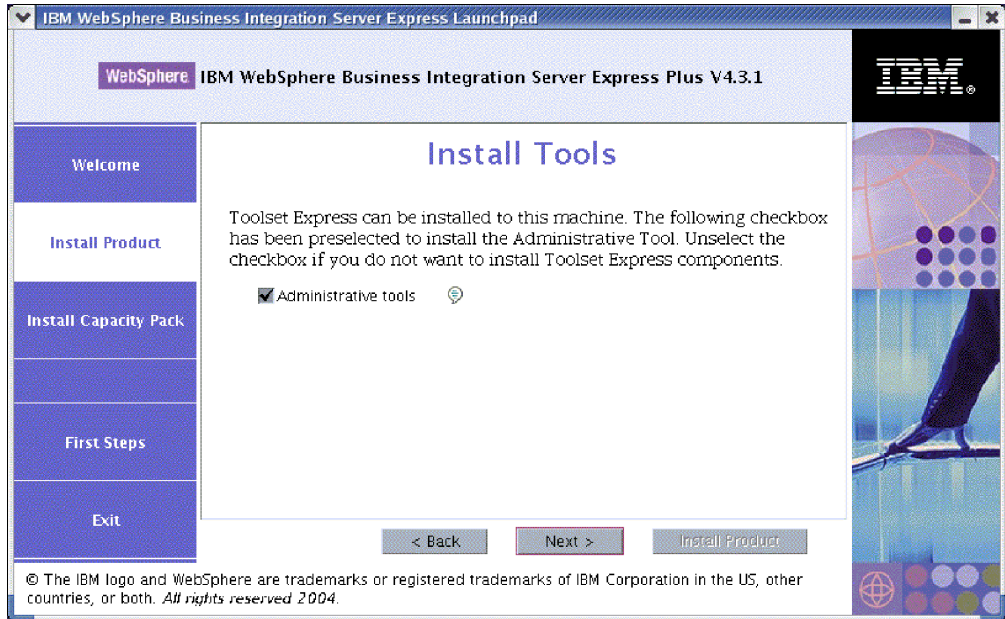 IBM WebSphere Business Integration Server Express Launchpad
WebSphere. IBM WebSphere Business Integration Server Express Plus V4.3.1
IBM®
Welcome
Install Product
Install Capacity Pack
First Steps
Exit
Install Tools
Toolset Express can be installed to this machine. The following checkbox
has been preselected to install the Administrative Tool. Unselect the
checkbox if you do not want to install Toolset Express components.
Administrative tools
< Back
Next >
Install Product
© The IBM logo and WebSphere are trademarks or registered trademarks of IBM Corporation in the US, other
countries, or both. All rights reserved 2004.